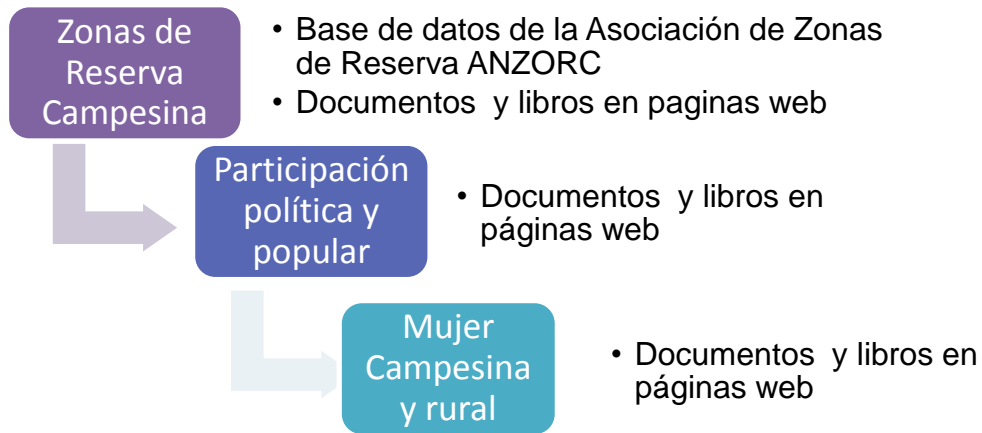 Zonas de
Reserva
Campesina
• Base de datos de la Asociación de Zonas
de Reserva ANZORC
• Documentos y libros en paginas web
Participación
política y
popular
• Documentos y libros en
páginas web
Mujer
Campesina
y rural
• Documentos y libros en
páginas web